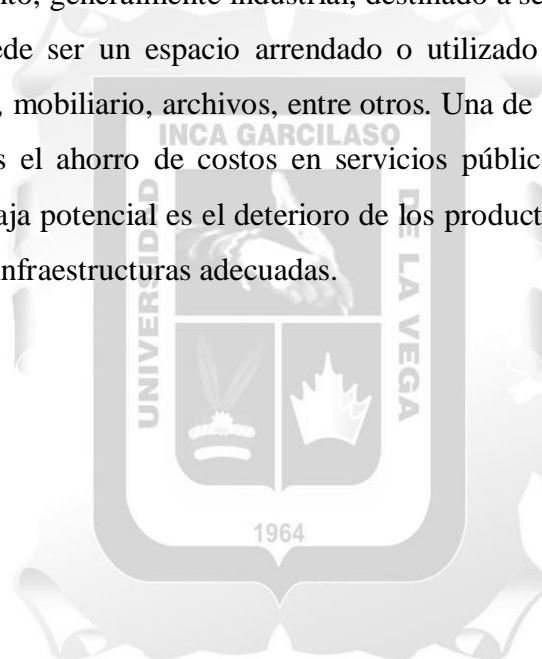 generalmente industrial, destinado a se
ede ser un espacio arrendado o utilizado
, mobiliario, archivos, entre otros. Una de
s el ahorro de costos en servicios públic
aja potencial es el deterioro de los product
infraestructuras adecuadas.
UNIVERSIDAD
INCA GARCILASO
DE LA VEGA
1964